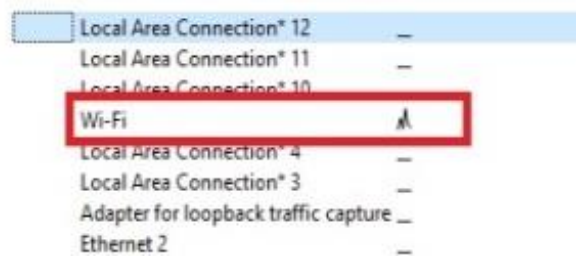 Local Area Connection* 12
Local Area Connection* 11
Local Area Connection* 10
Wi-Fi
Local Area Connection* 4
Local Area Connection* 3
Adapter for loopback traffic capture
Ethernet 2